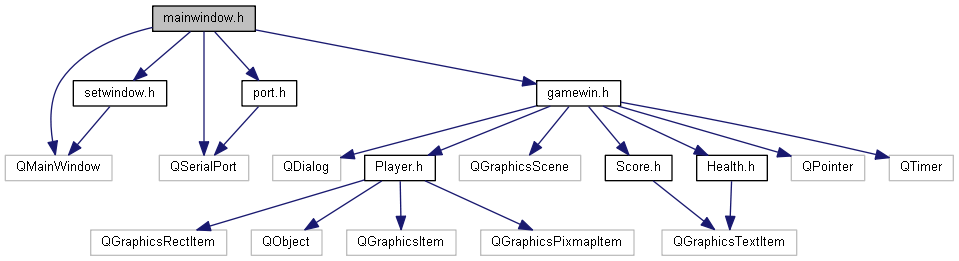 mainwindow.h
setwindow.h
port.h
gamewin.h
QMainWindow
QSerialPort
QDialog
Player.h
QGraphicsScene
Score.h
Health.h
QPointer
QTimer
QGraphicsRectItem
QObject
QGraphicsItem
QGraphicsPixmapItem
QGraphicsTextItem